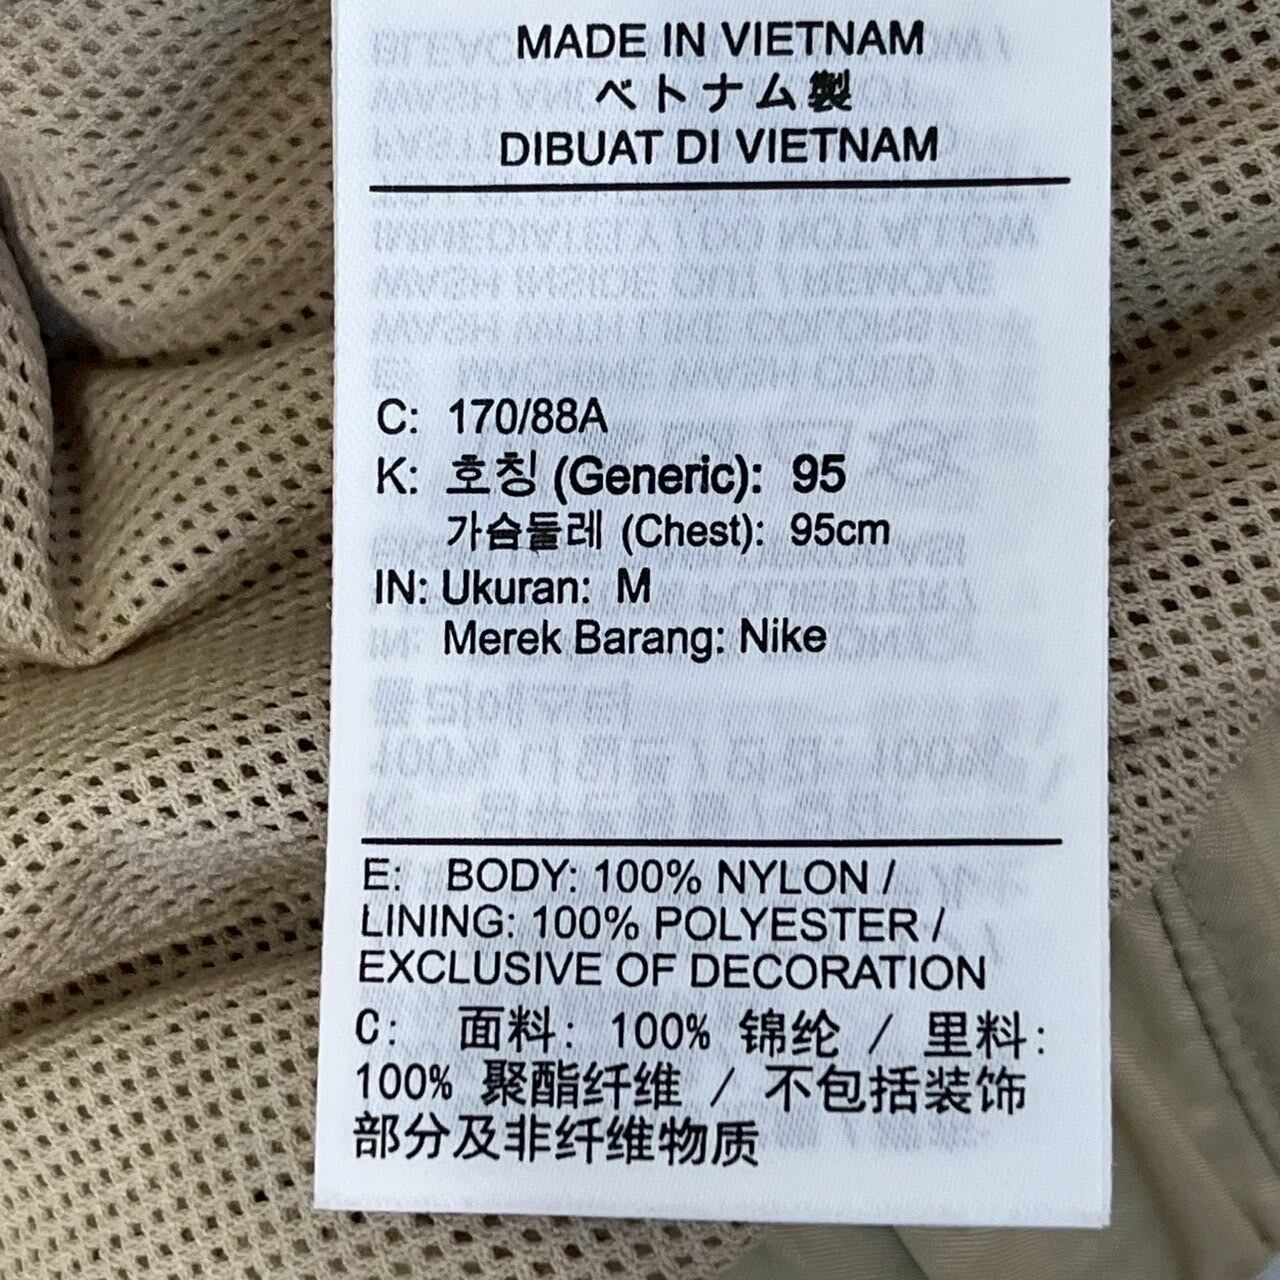 MADE IN VIETNAM
ベトナム製
DIBUAT DI VIETNAM
C: 170/88A
K: 호칭 (Generic): 95
가슴둘레 (Chest): 95cm
IN: Ukuran: M
Merek Barang: Nike
E: BODY: 100% NYLON /
LINING: 100% POLYESTER /
EXCLUSIVE OF DECORATION
C: 面料: 100% 锦纶 / 里料:
100% 聚酯纤维 / 不包括装饰
部分及非纤维物质